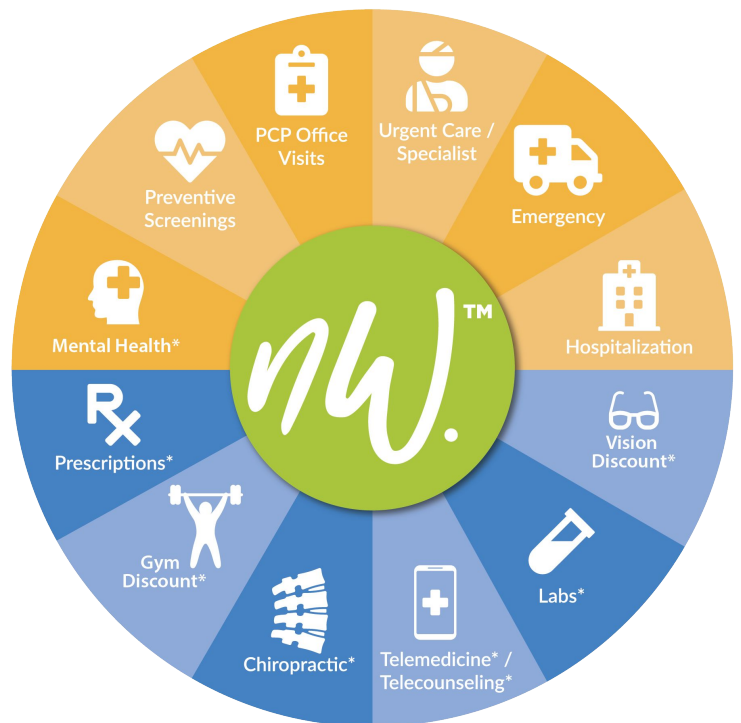 PCP Office
Visits
Urgent Care /
Specialist
Emergency
Hospitalization
Vision
Discount*
Labs*
Telemedicine* /
Telecounseling*
Chiropractic*
Gym
Discount*
Rx
Prescriptions*
Mental Health*
Preventive
Screenings
nW.™